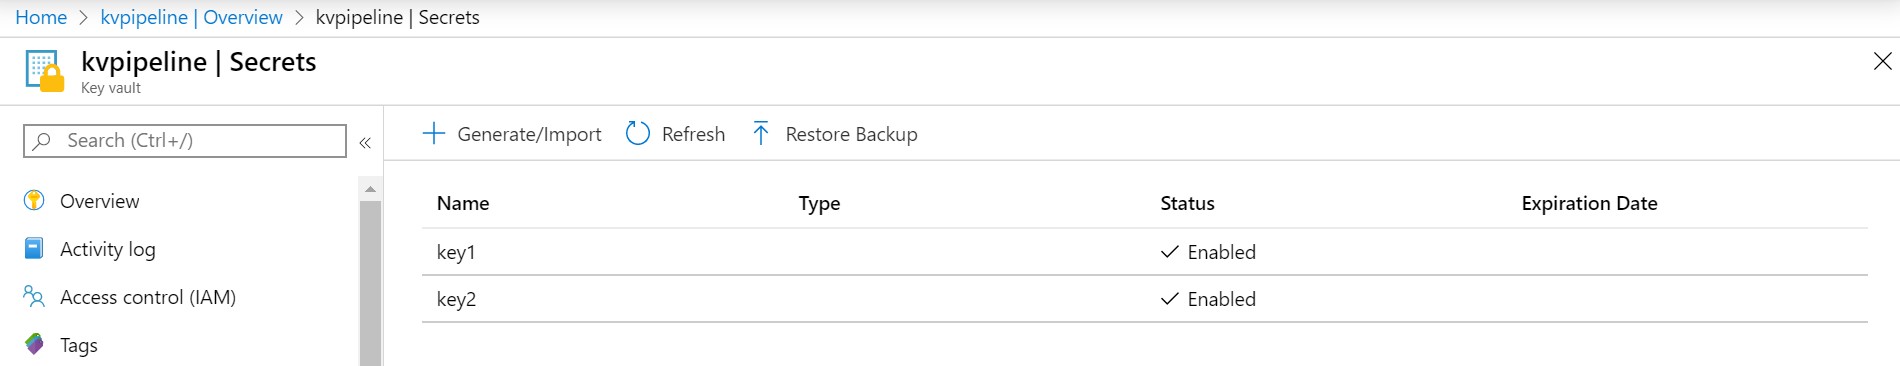 Home > kvpipeline | Overview > kvpipeline | Secrets
kvpipeline | Secrets
Key vault
Search (Ctrl+/)
«
Overview
Activity log
Access control (IAM)
Tags
Generate/Import Refresh Restore Backup
Name Type Status Expiration Date
key1 Enabled
key2 Enabled